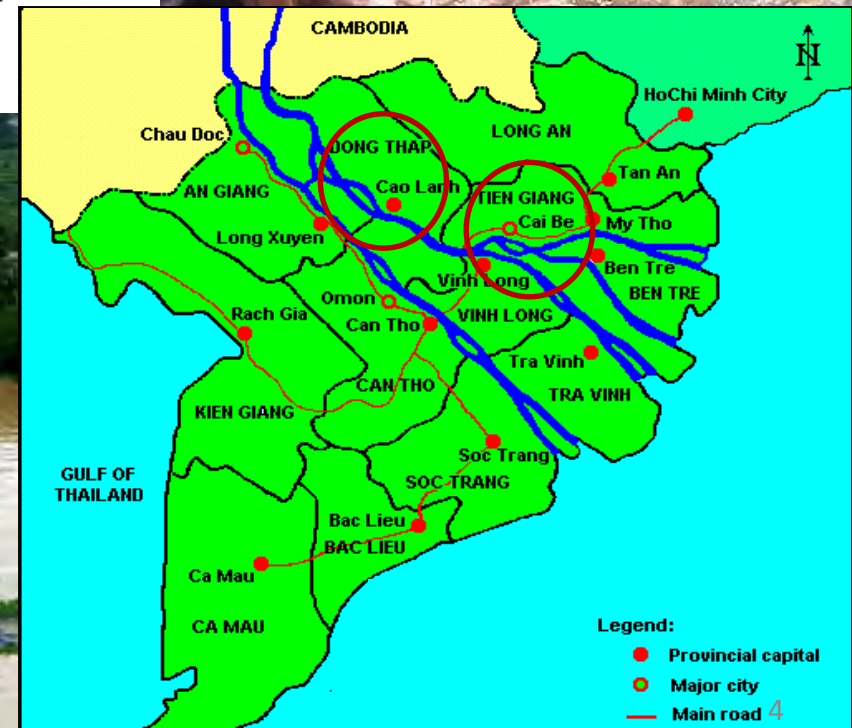 CAMBODIA
N
HoChi Minh City
Chau Doc
DONG THAP
LONG AN
Tan An
AN GIANG
Cao Lanh
TIEN GIANG
Cai Be
My Tho
Long Xuyen
Ben Tre
Vinh Long
BEN TRE
Omon
Rach Gia
Can Tho
VINH LONG
Tra Vinh
CAN THO
TRA VINH
KIEN GIANG
Soc Trang
GULF OF
THAILAND
SOC TRANG
Bac Lieu
BAC LIEU
Ca Mau
CA MAU
Legend:
Provincial capital
Major city
Main road
4